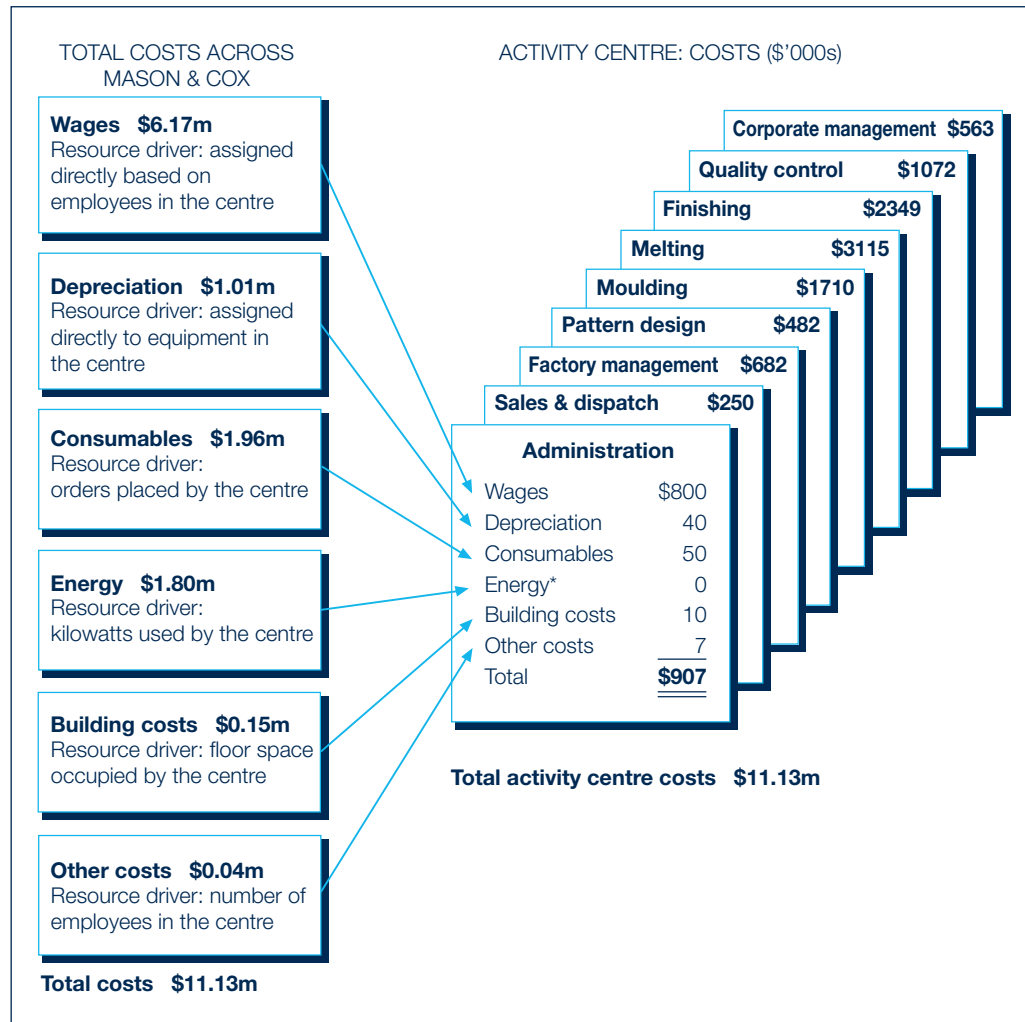 TOTAL COSTS ACROSS
MASON & COX
Wages $6.17m
Resource driver: assigned
directly based on
employees in the centre
Depreciation $1.01m
Resource driver: assigned
directly to equipment in
the centre
Consumables $1.96m
Resource driver:
orders placed by the centre
Energy $1.80m
Resource driver:
kilowatts used by the centre
Building costs $0.15m
Resource driver: floor space
occupied by the centre
Other costs $0.04m
Resource driver: number of
employees in the centre
Total costs $11.13m
ACTIVITY CENTRE: COSTS ($’000s)
Corporate management $563
Quality control $1072
Finishing $2349
Melting $3115
Moulding $1710
Pattern design $482
Factory management $682
Sales & dispatch $250
Administration
Wages $800
Depreciation 40
Consumables 50
Energy* 0
Building costs 10
Other costs 7
Total $907
Total activity centre costs $11.13m